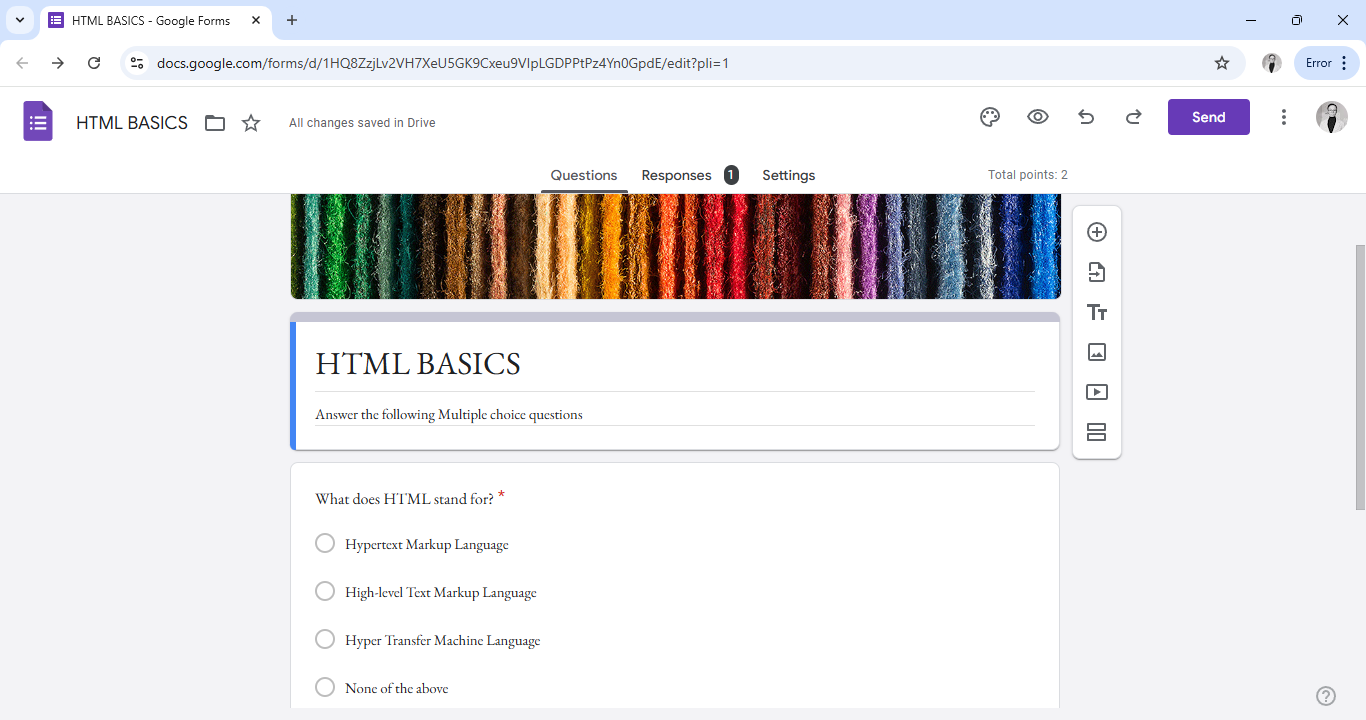 HTML BASICS - Google Forms
docs.google.com/forms/d/1HQ8ZzjLv2VH7XeU5GK9Cxeu9VIpLGDPPtPz4Yn0GpdE/edit?pli=1
Error
HTML BASICS
All changes saved in Drive
Send
Questions
Responses 1
Settings
Total points: 2
HTML BASICS
Answer the following Multiple choice questions
What does HTML stand for? *
Hypertext Markup Language
High-level Text Markup Language
Hyper Transfer Machine Language
None of the above